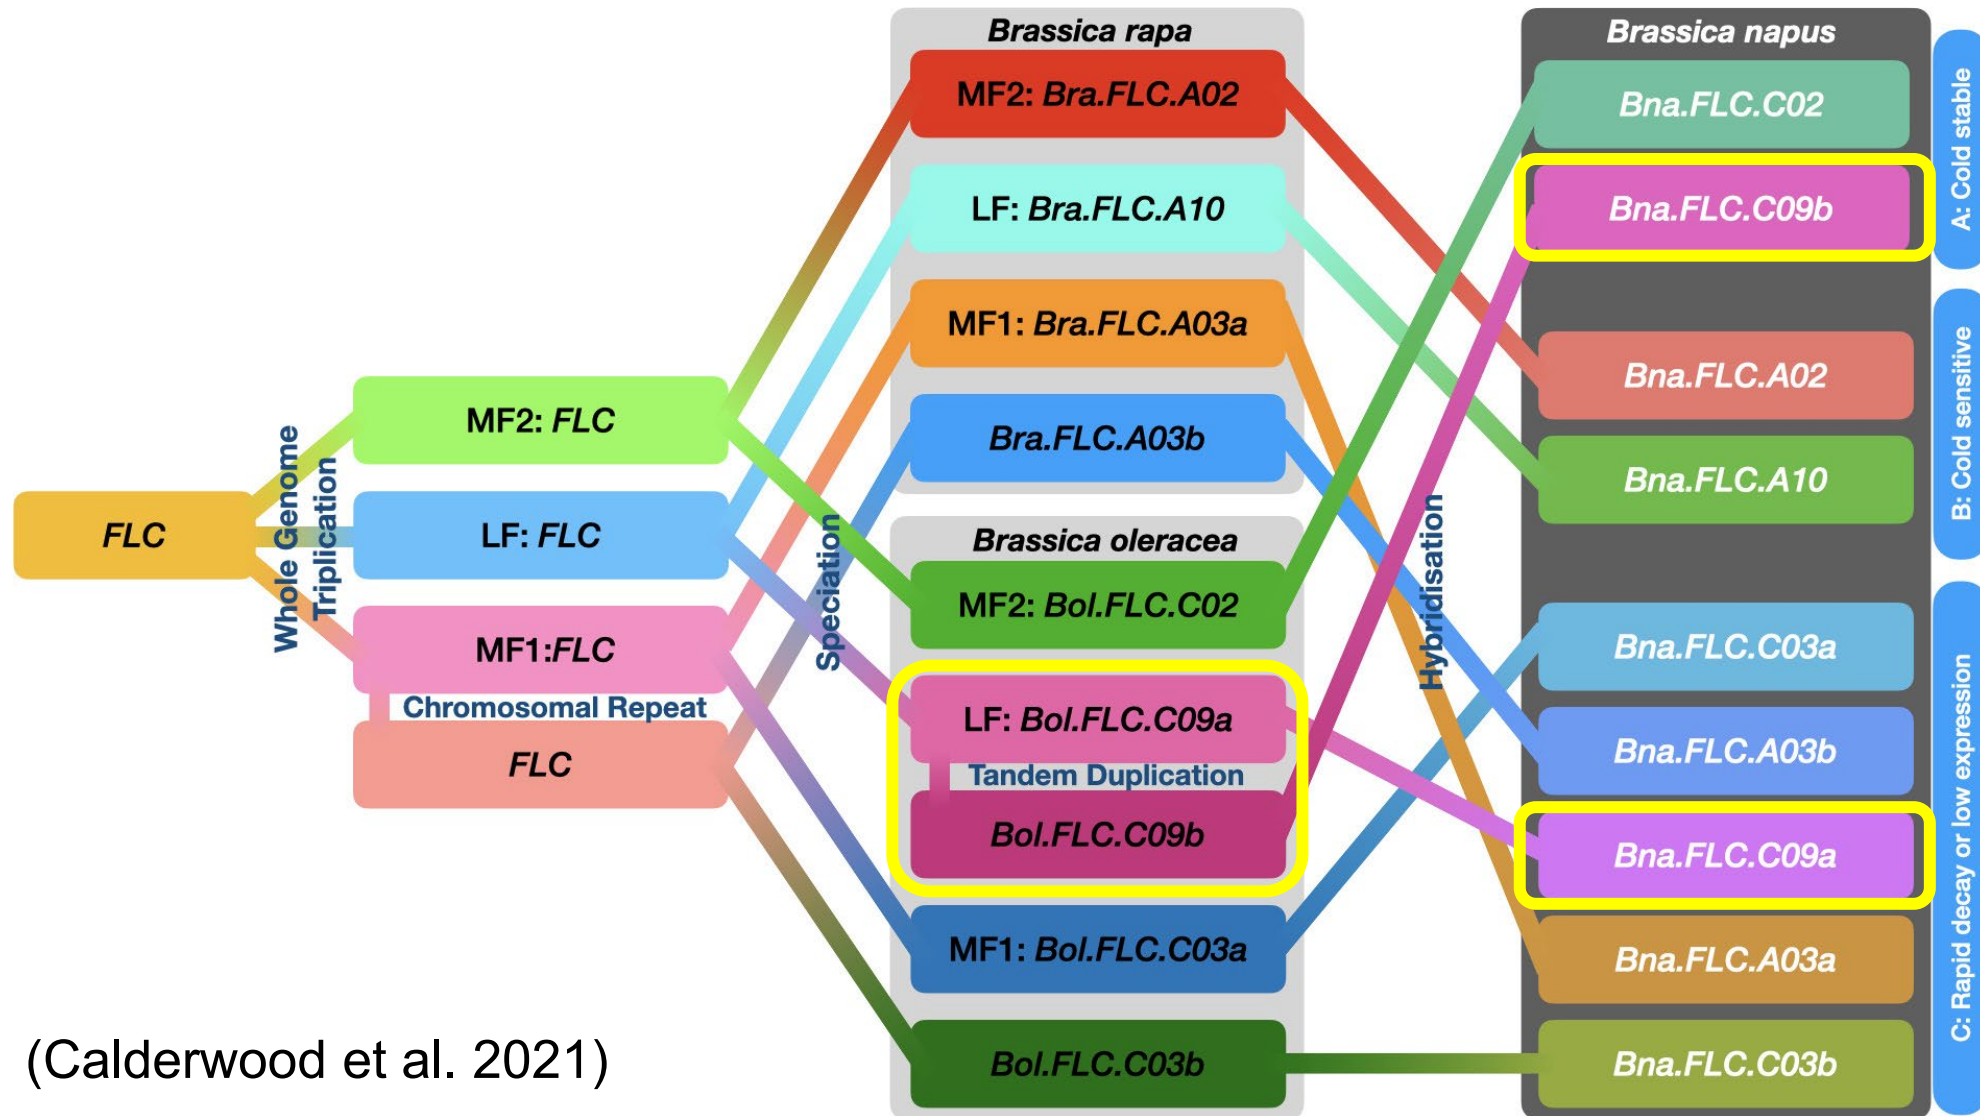 FLC
Whole Genome
Triplication
MF2: FLC
LF: FLC
MF1:FLC
Chromosomal Repeat
FLC
Speciation
Brassica rapa
MF2: Bra.FLC.A02
LF: Bra.FLC.A10
MF1: Bra.FLC.A03a
Bra.FLC.A03b
Brassica oleracea
MF2: Bol.FLC.C02
LF: Bol.FLC.C09a
Tandem Duplication
Bol.FLC.C09b
MF1: Bol.FLC.C03a
Bol.FLC.C03b
Hybridisation
Brassica napus
Bna.FLC.C02
Bna.FLC.C09b
Bna.FLC.A02
Bna.FLC.A10
Bna.FLC.C03a
Bna.FLC.A03b
Bna.FLC.C09a
Bna.FLC.A03a
Bna.FLC.C03b
A: Cold stable
B: Cold sensitive
C: Rapid decay or low expression
(Calderwood et al. 2021)